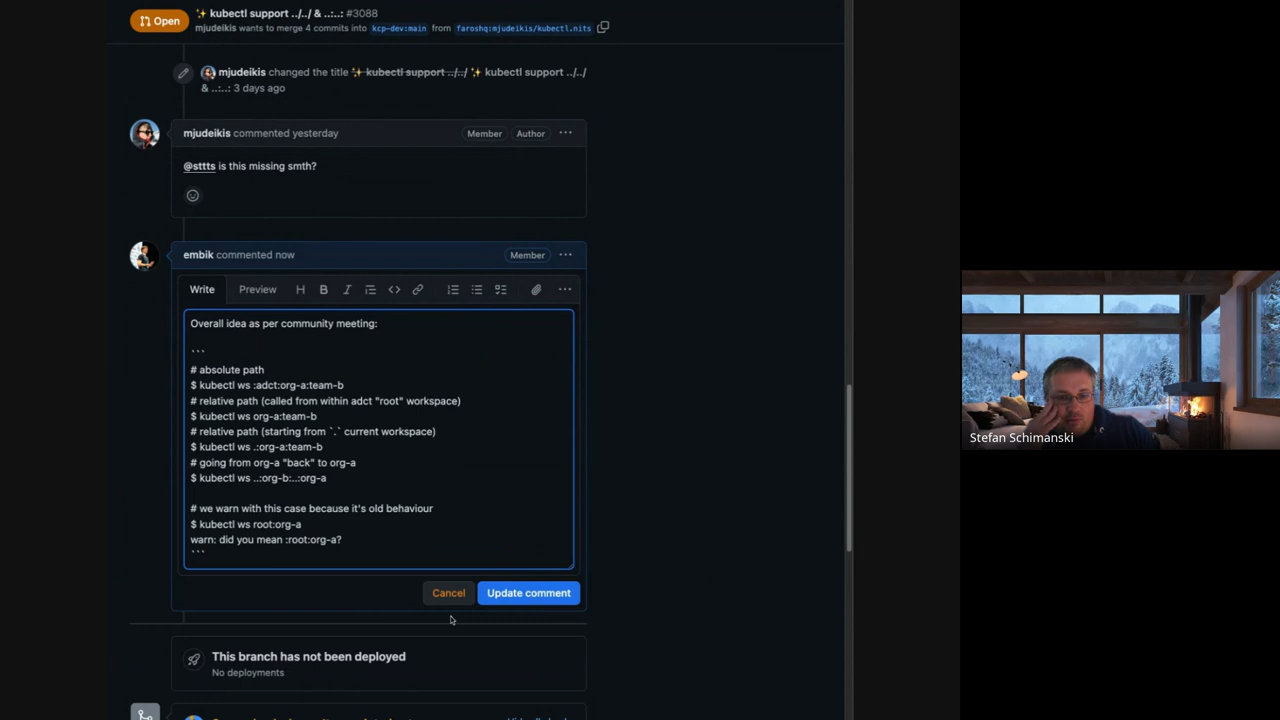 Open
✨ kubectl support ../../ & ..:..: #3088
mjudeikis wants to merge 4 commits into kcp-dev:main from faroshq:mjudeikis/kubectl.nits
mjudeikis changed the title ✨ kubectl support ../../ ✨ kubectl support ../../
& ..:..: 3 days ago
mjudeikis commented yesterday
Member
Author
···
@sttts is this missing smth?
embik commented now
Member
···
Write
Preview
H B I
···
Overall idea as per community meeting:
```
# absolute path
$ kubectl ws :adct:org-a:team-b
# relative path (called from within adct "root" workspace)
$ kubectl ws org-a:team-b
# relative path (starting from `.` current workspace)
$ kubectl ws .:org-a:team-b
# going from org-a "back" to org-a
$ kubectl ws ..:org-b:..:org-a
# we warn with this case because it's old behaviour
$ kubectl ws root:org-a
warn: did you mean :root:org-a?
```
Cancel
Update comment
This branch has not been deployed
No deployments
Stefan Schimanski